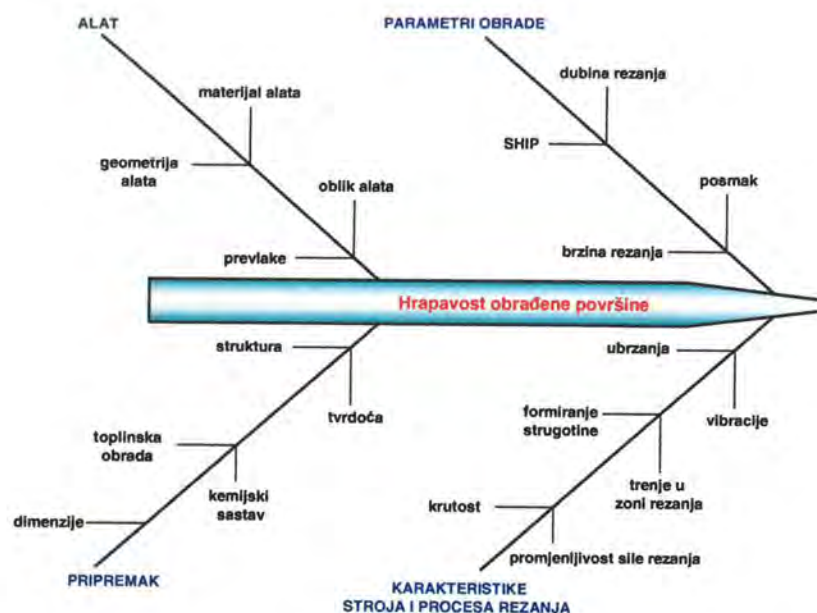 ALAT
PARAMETRI OBRADE
materijal alata
geometrija
alata
oblik alata
prevlake
dubina rezanja
SHIP
posmak
brzina rezanja
Hrapavost obrađene površine
struktura
tvrdoća
toplinska
obrada
kemijski
sastav
dimenzije
PRIPREMAK
ubrzanja
vibracije
formiranje
strugotine
trenje u
zoni rezanja
krutost
promjenljivost sile rezanja
KARAKTERISTIKE
STROJA I PROCESA REZANJA